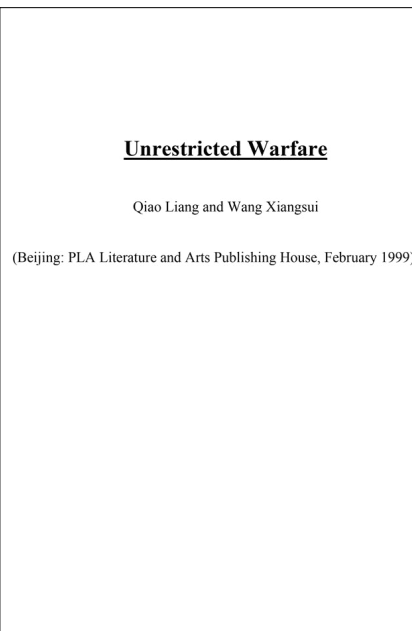 Unrestricted Warfare
Qiao Liang and Wang Xiangsui
(Beijing: PLA Literature and Arts Publishing House, February 1999)